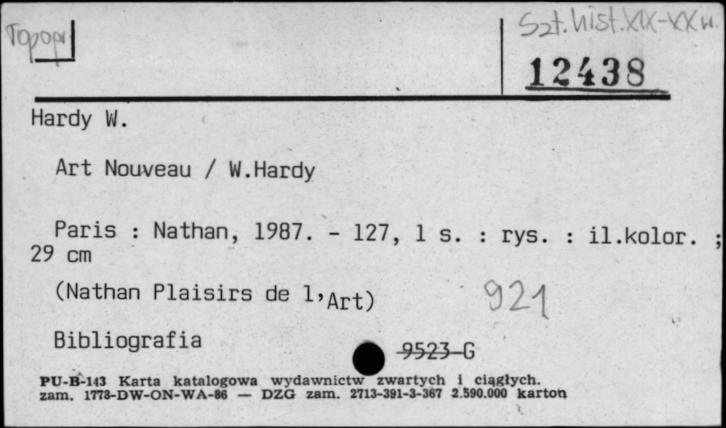 Topogr
Szt. hist. XIX-XX w.
12438
Hardy W.
Art Nouveau / W.Hardy
Paris : Nathan, 1987. - 127, 1 s. : rys. : il.kolor. ;
29 cm
(Nathan Plaisirs de l'Art)
921
Bibliografia
9523 G
PU-B-143 Karta katalogowa wydawnictw zwartych i ciągłych.
zam. 1773-DW-ON-WA-86 — DZG zam. 2713-391-3-367 2.590.000 karton